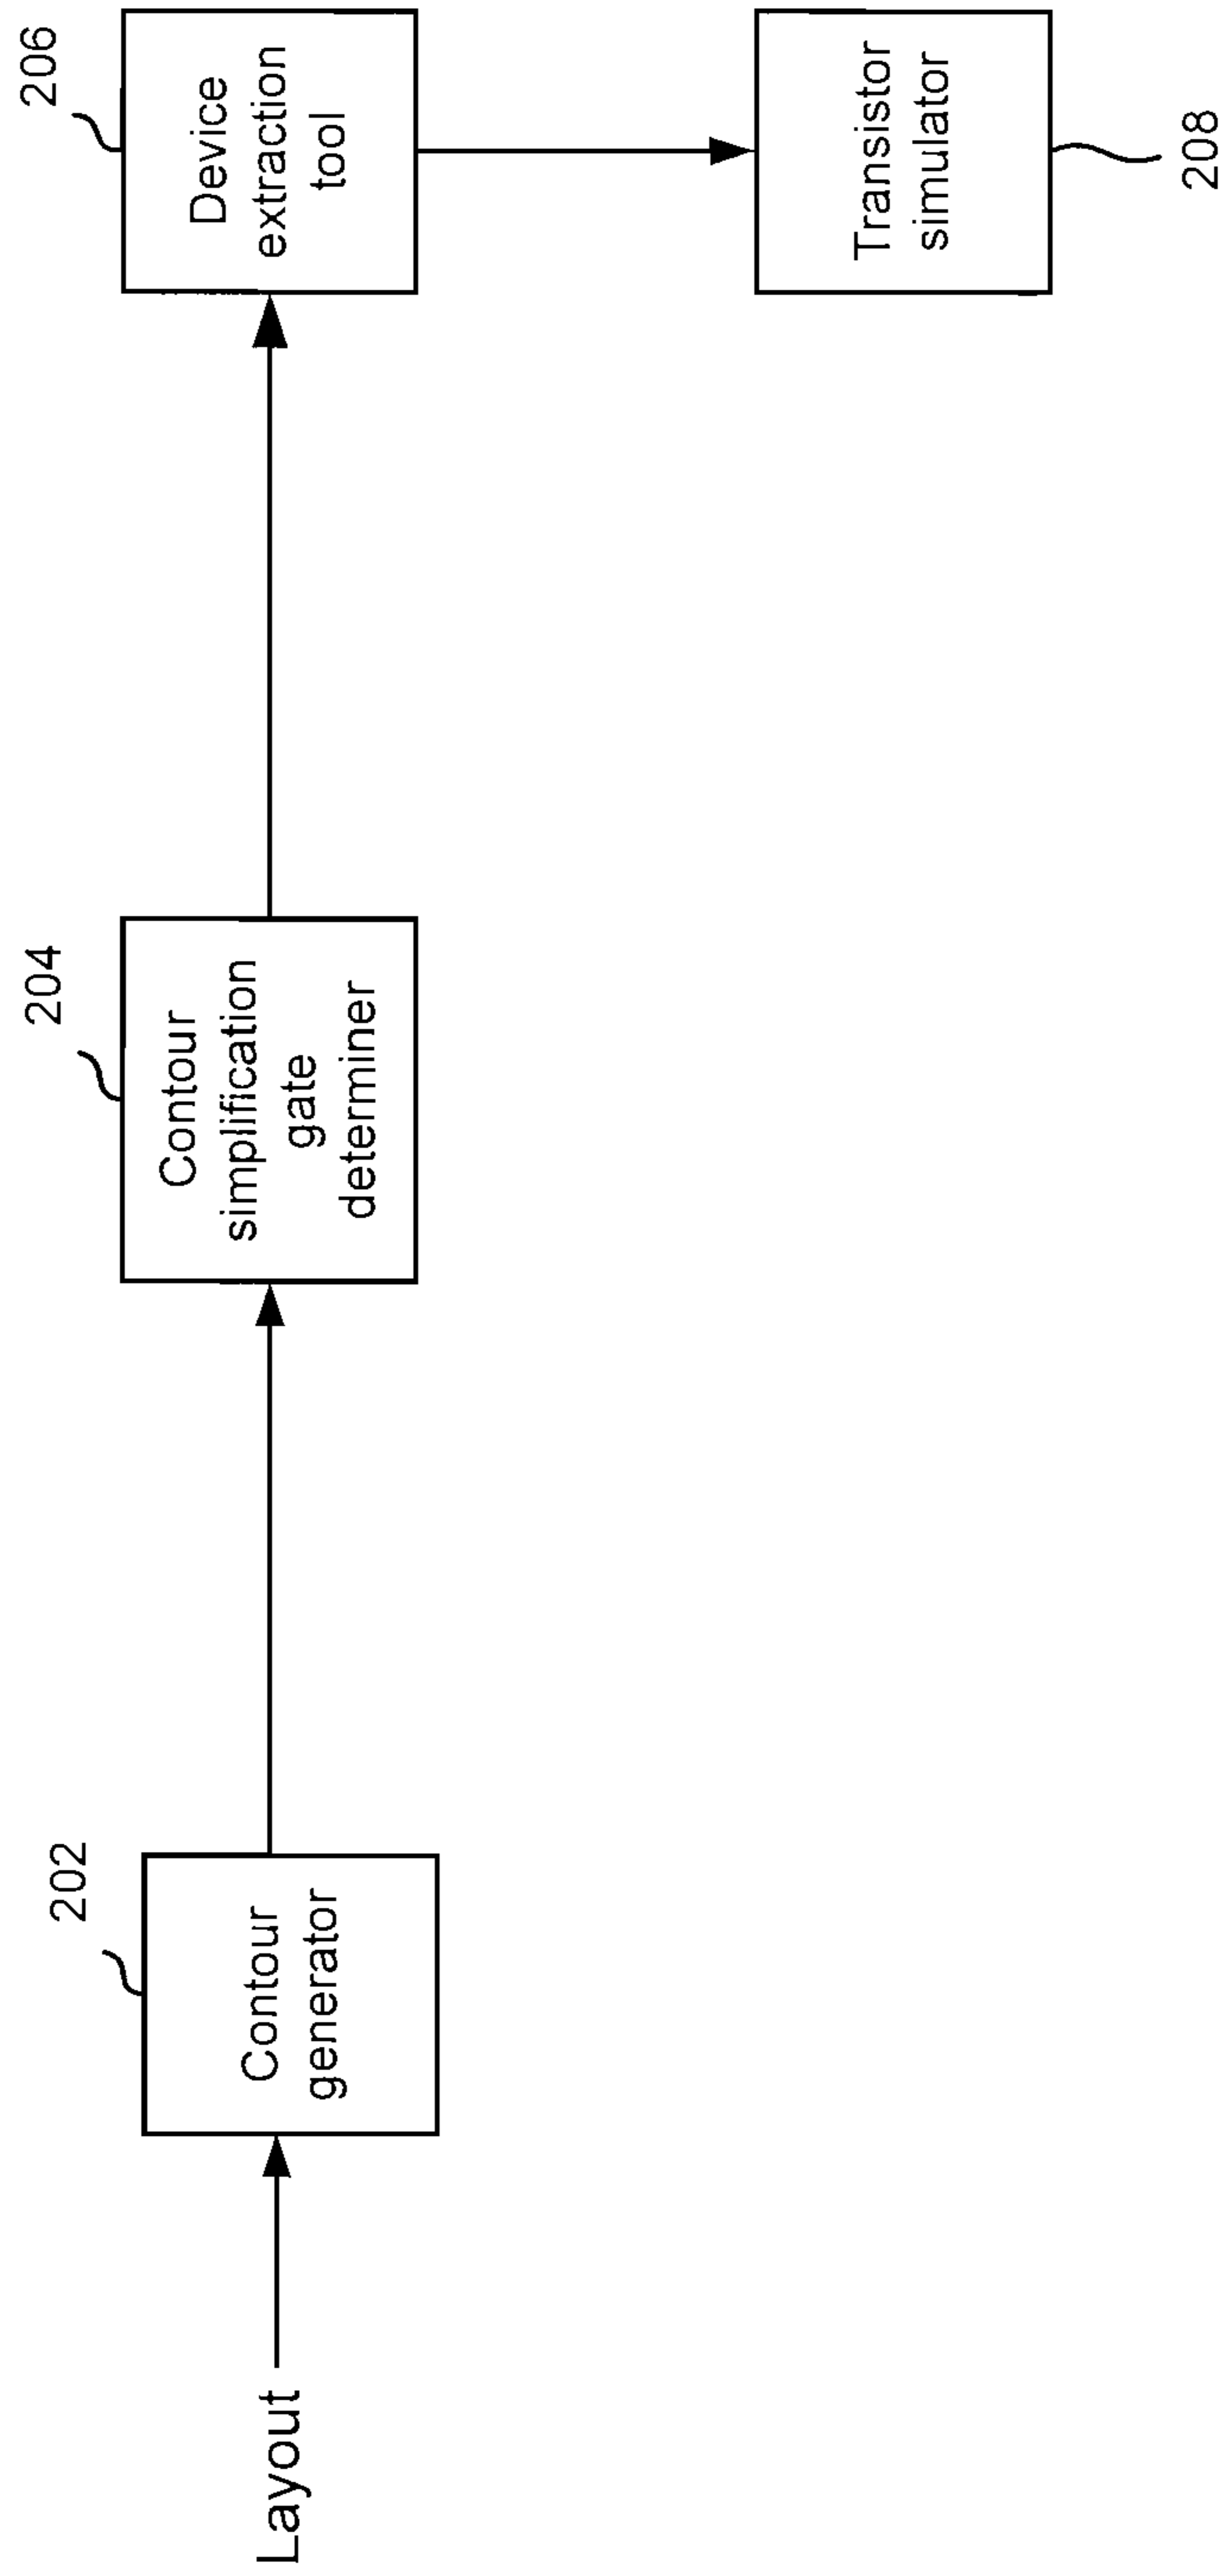 Layout
202
Contour
generator
204
Contour
simplification
gate
determiner
206
Device
extraction
tool
Transistor
simulator
208